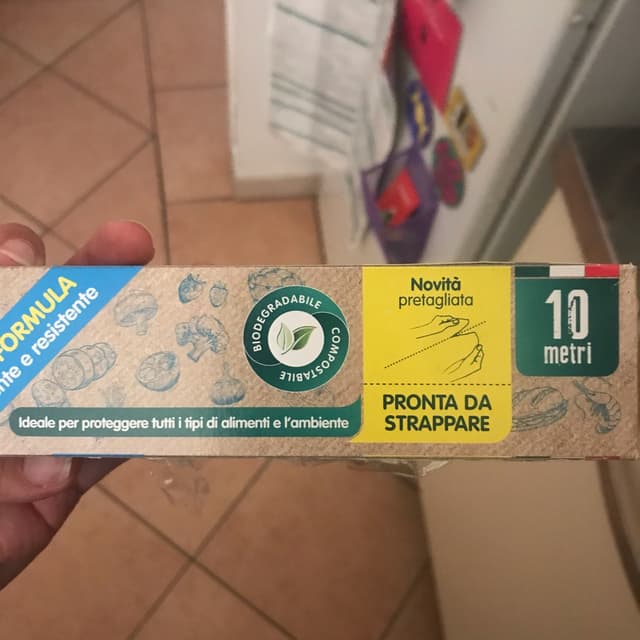 FORMULA
e resistente
BIODEGRADABILE
COMPOSTABILE
Ideale per proteggere tutti i tipi di alimenti e l'ambiente
Novità
pretagliata
PRONTA DA
STRAPPARE
10
metri